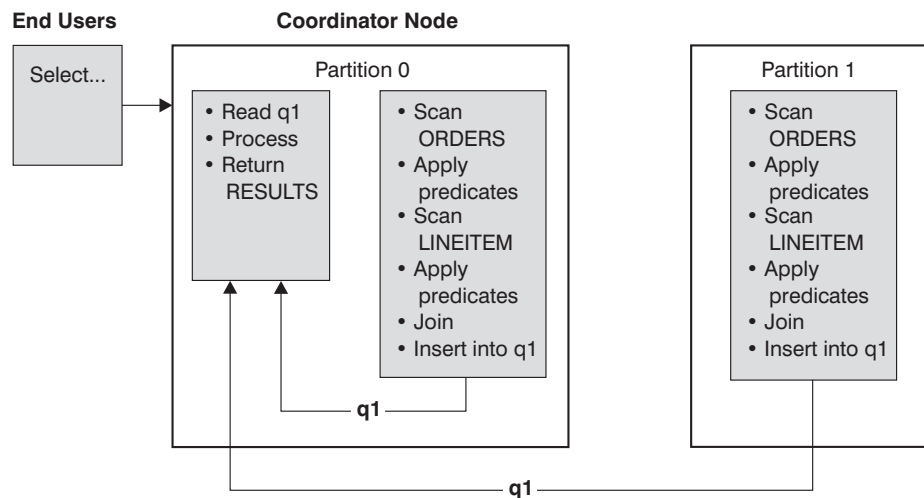 End Users
Coordinator Node
Select...
Partition 0
• Read q1
• Process
• Return
RESULTS
• Scan
ORDERS
• Apply
predicates
• Scan
LINEITEM
• Apply
predicates
• Join
• Insert into q1
q1
Partition 1
• Scan
ORDERS
• Apply
predicates
• Scan
LINEITEM
• Apply
predicates
• Join
• Insert into q1
q1